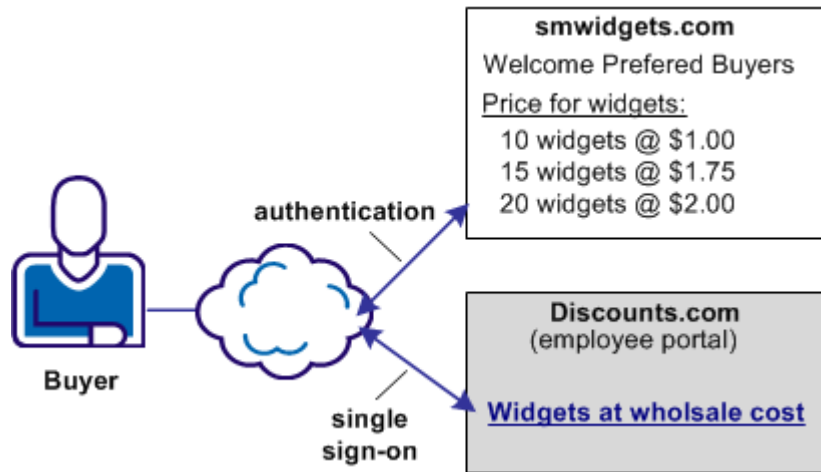 smwidgets.com
Welcome Prefered Buyers
Price for widgets:
10 widgets @ $1.00
15 widgets @ $1.75
20 widgets @ $2.00
authentication
Buyer
single
sign-on
Discounts.com
(employee portal)
Widgets at wholsale cost